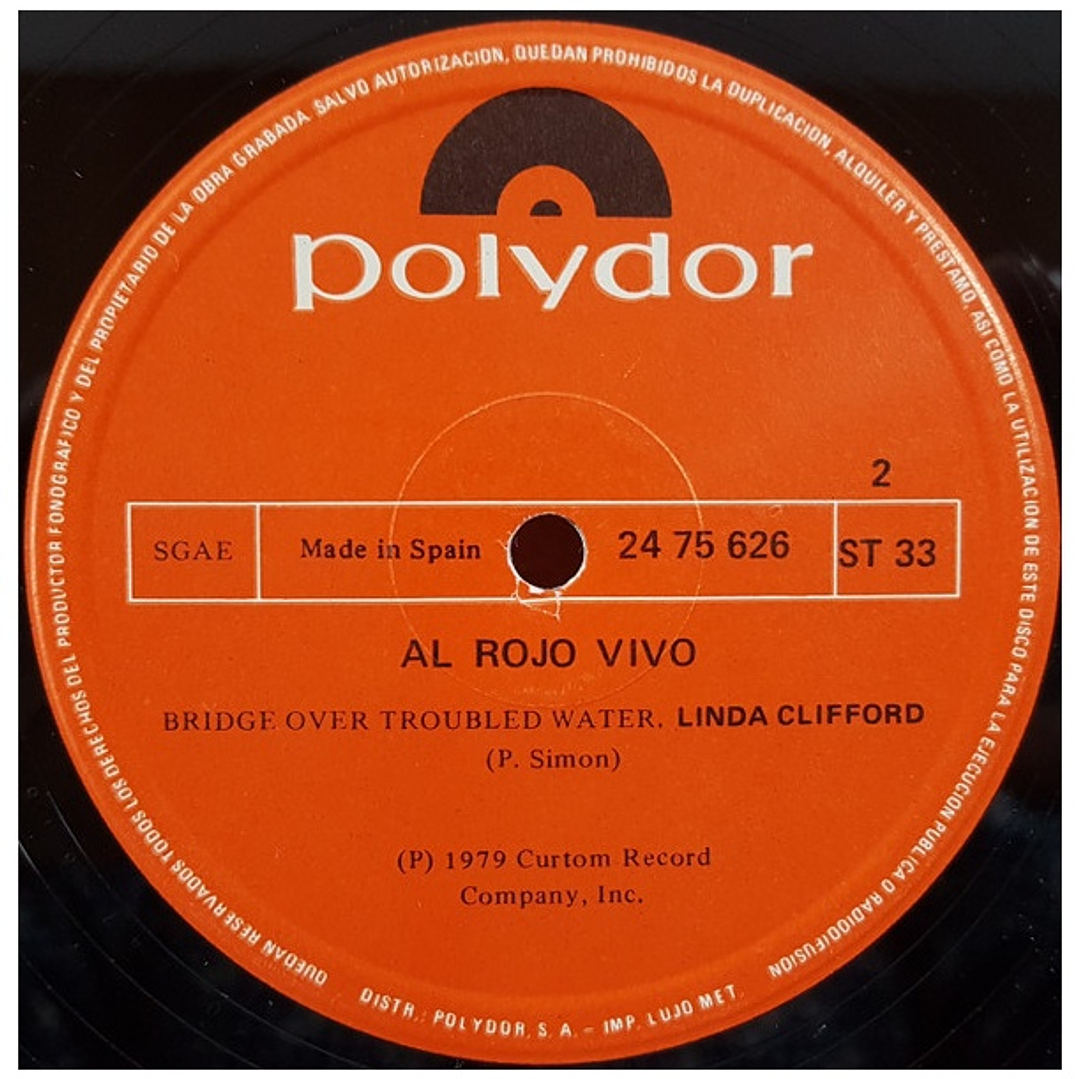 QUEDAN RESERVADOS TODOS LOS DERECHOS DEL PRODUCTOR FONOGRAFICO Y DEL PROPIETARIO DE LA OBRA GRABADA. SALVO AUTORIZACION, QUEDAN PROHIBIDOS LA DUPLICACION, ALQUILER Y PRESTAMO, ASI COMO LA UTILIZACION DE ESTE DISCO PARA LA EJECUCION PUBLICA O RADIODIFUSION
polydor
2
SGAE Made in Spain 24 75 626 ST 33
AL ROJO VIVO
BRIDGE OVER TROUBLED WATER. LINDA CLIFFORD
(P. Simon)
(P) 1979 Curtom Record
Company, Inc.
DISTR.: POLYDOR, S. A. - IMP. LUJO MET.